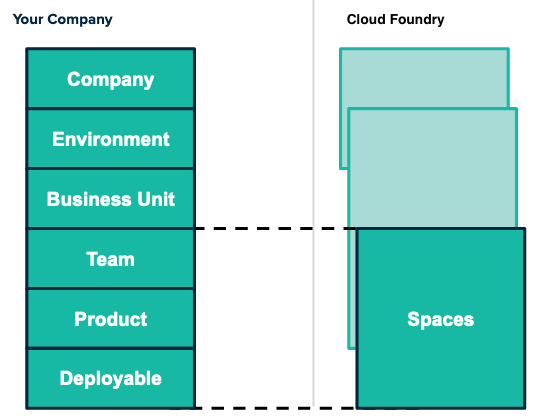 Your Company
Cloud Foundry
Company
Environment
Business Unit
Team
Product
Spaces
Deployable